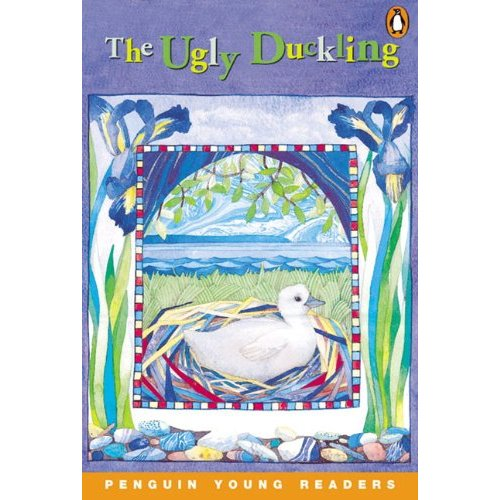 The Ugly Duckling
PENGUIN YOUNG READERS